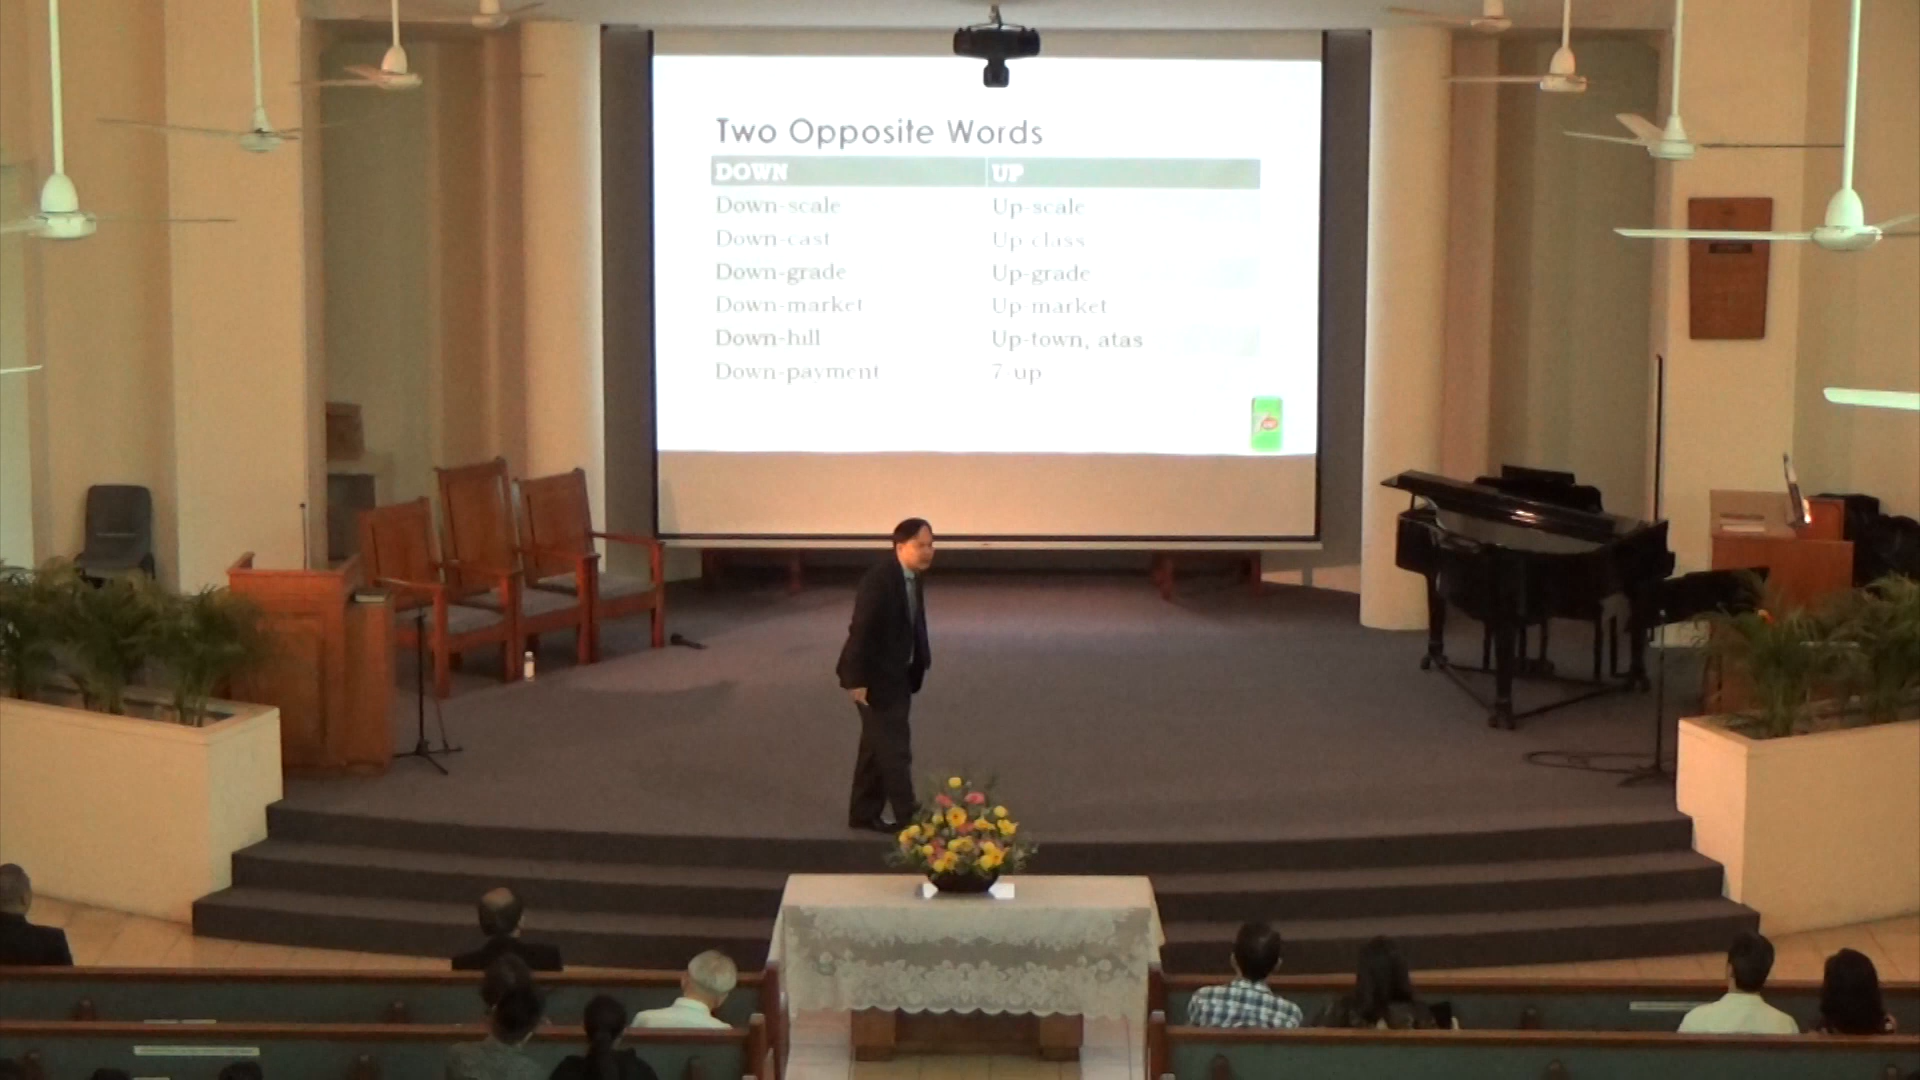 Two Opposite Words
DOWN UP
Down-scale Up-scale
Down-cast Up class
Down-grade Up-grade
Down-market Up market
Down-hill Up-town, atas
Down-payment 7-up